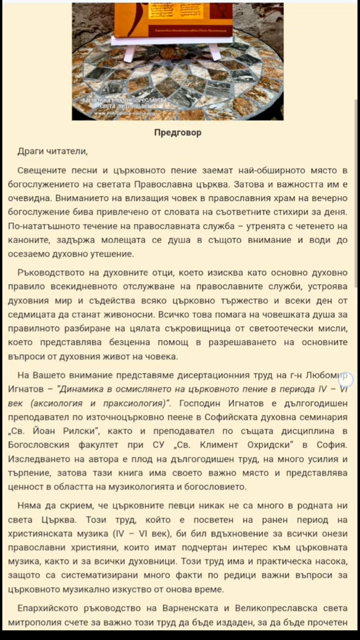 Предговор
Драги читатели,
Свещените песни и църковното пение заемат най-обширното място в
богослужението на светата Православна църква. Затова и важността им е
очевидна. Вниманието на влизащия човек в православния храм на вечерно
богослужение бива привлечено от словата на съответните стихири за деня.
По-нататъшното течение на православната служба – утренята с четенето на
каноните, задържа молещата се душа в същото внимание и води до
осезаемо духовно утешение.
Ръководството на духовните отци, което изисква като основно духовно
правило всекидневното отслужване на православните служби, устроява
духовния мир и съдейства всяко църковно тържество и всеки ден от
седмицата да станат живоносни. Всичко това помага на човешката душа за
правилното разбиране на цялата съкровищница от светоотечески мисли,
което представлява безценна помощ в разрешаването на основните
въпроси от духовния живот на човека.
На Вашето внимание представяме дисертационния труд на г-н Любомир
Игнатов – "Динамика в осмислянето на църковното пение в периода IV – VI
век (аксиология и праксиология)". Господин Игнатов е дългогодишен
преподавател по източноцърковно пеене в Софийската духовна семинария
„Св. Йоан Рилски", както и преподавател по същата дисциплина в
Богословския факултет при СУ „Св. Климент Охридски" в София.
Изследването на автора е плод на дългогодишен труд, на много усилия и
търпение, затова тази книга има своето важно място и представлява
ценност в областта на музикологията и богословието.
Няма да скрием, че църковните певци никак не са много в родната ни
света Църква. Този труд, който е посветен на ранен период на
християнската музика (IV – VI век), би бил вдъхновение за всички онези
православни християни, които имат подчертан интерес към църковната
музика, както и за всички духовници. Този труд има и практическа насока,
защото са систематизирани много факти по редици важни въпроси за
църковното музикално изкуство от онова време.
Епархийското ръководство на Варненската и Великопреславска света
митрополия счете за важно този труд да бъде издаден, за да бъде прочетен